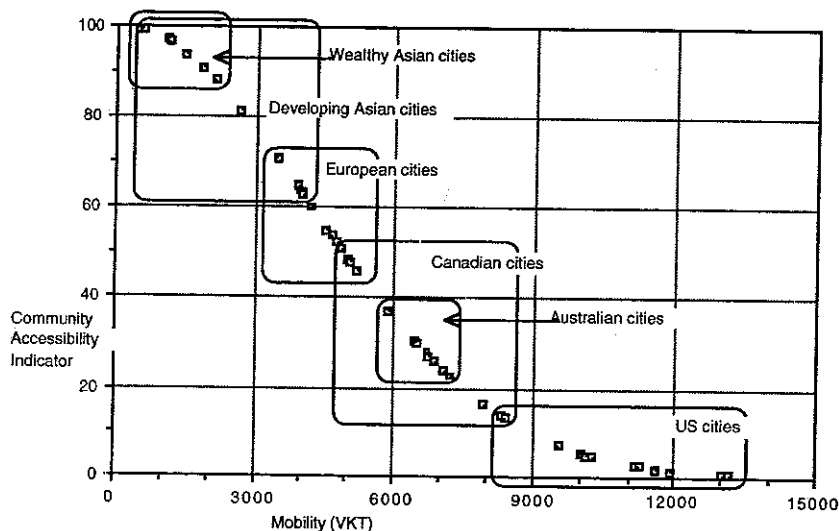 100
Wealthy Asian cities
Developing Asian cities
80
European cities
60
Canadian cities
40
Community
Accessibility
Indicator
Australian cities
20
US cities
0
0 3000 6000 9000 12000 15000
Mobility (VKT)